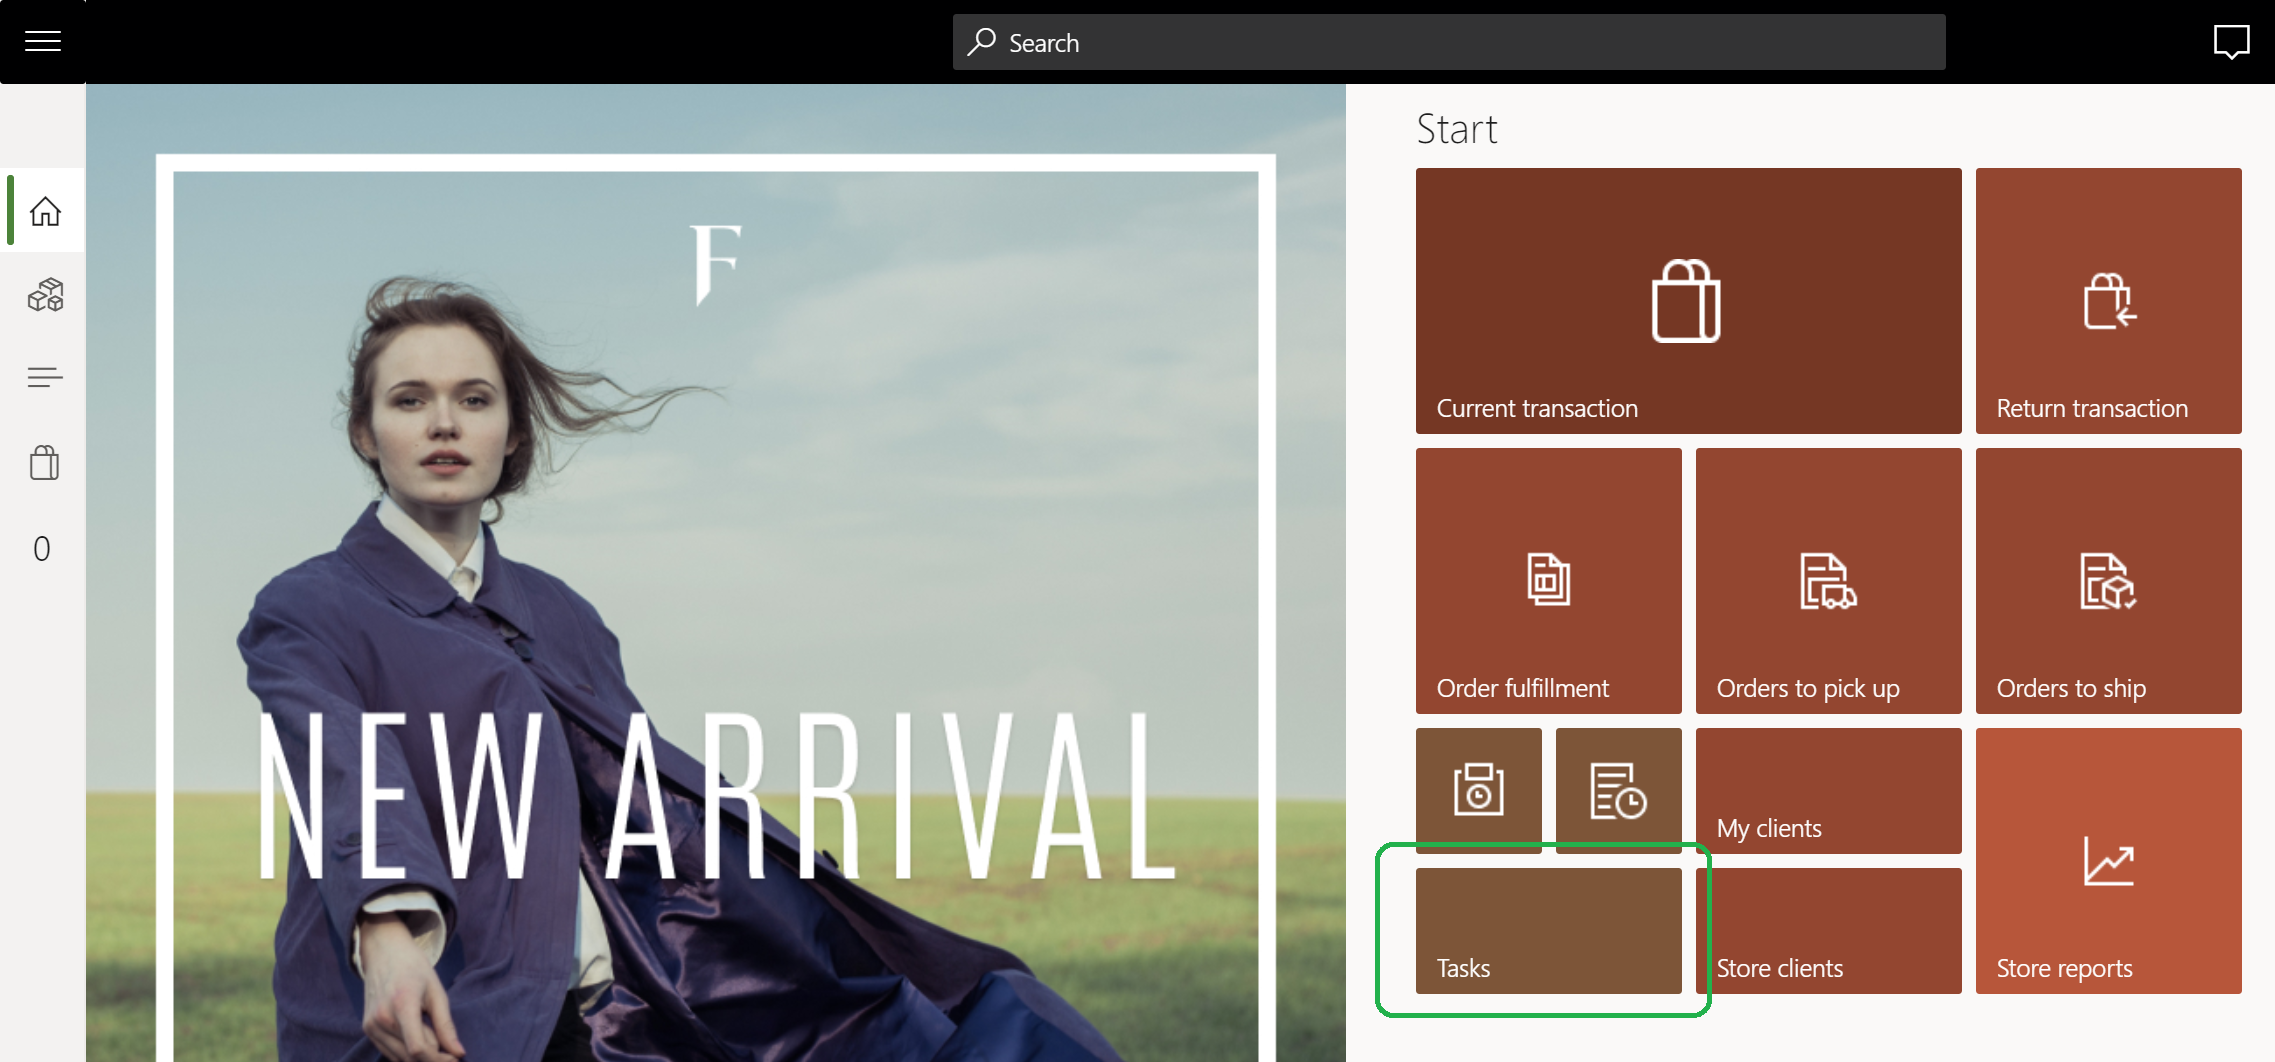 Search
Start
Current transaction
Return transaction
Order fulfillment
Orders to pick up
Orders to ship
My clients
Tasks
Store clients
Store reports
0
F
NEW ARRIVAL